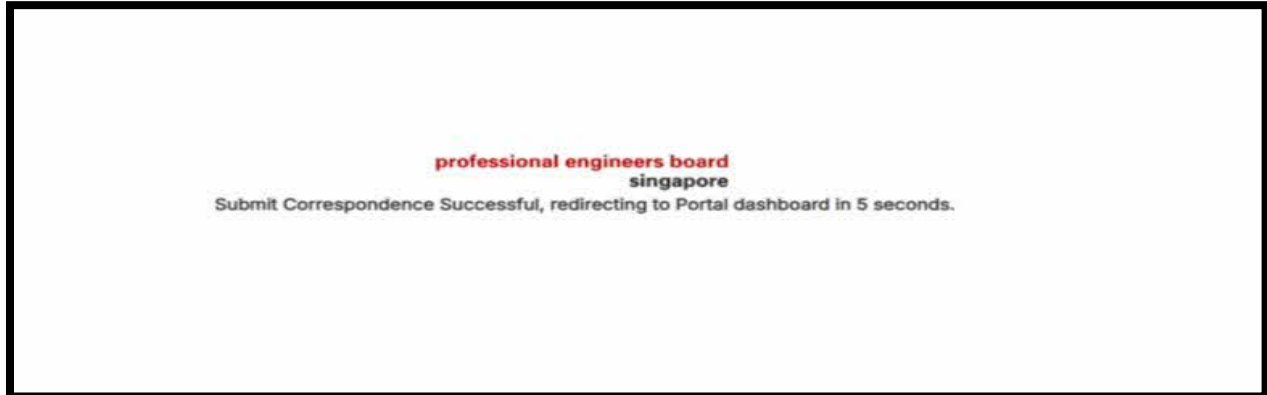 professional engineers board
singapore
Submit Correspondence Successful, redirecting to Portal dashboard in 5 seconds.